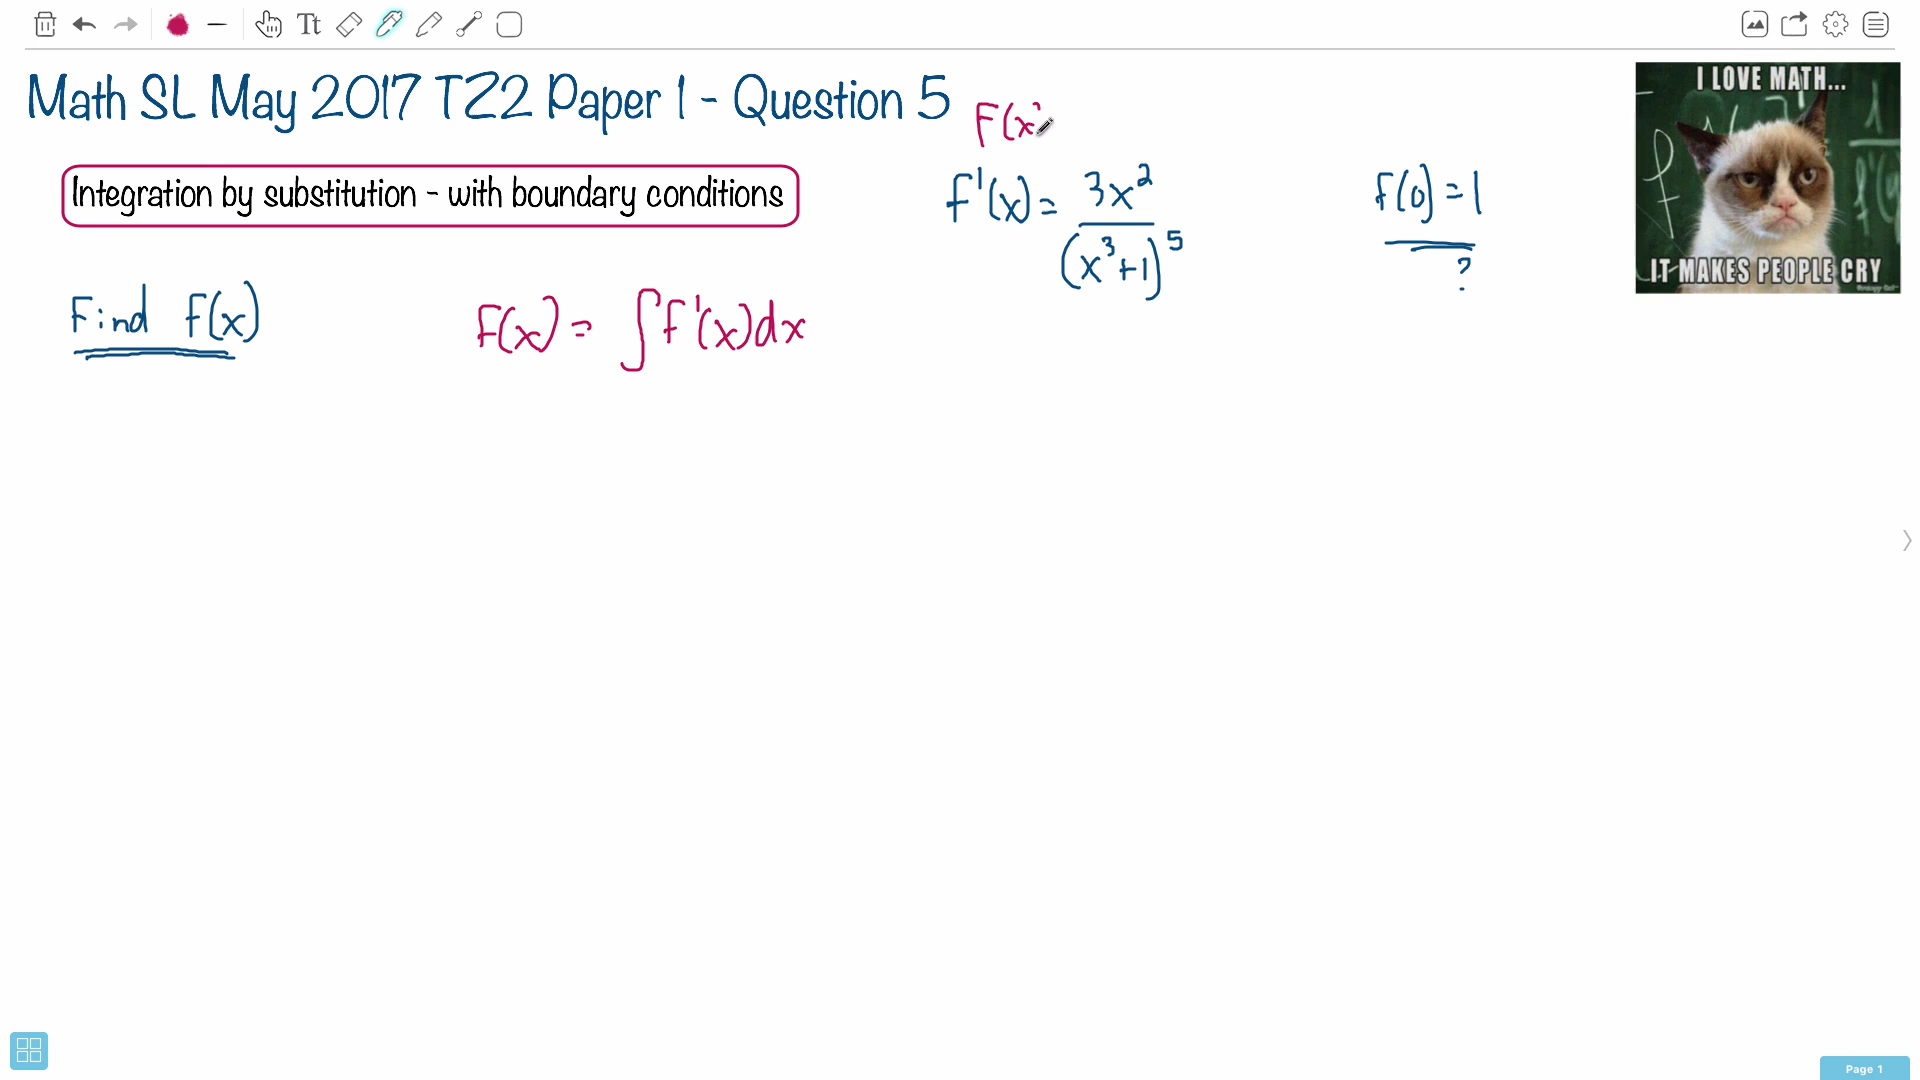 Tt
Math SL May 2017 TZ2 Paper 1 - Question 5
F(x)
I LOVE MATH...
IT MAKES PEOPLE CRY
Integration by substitution - with boundary conditions
f'(x) = 3x^2 / (x^3+1)^5
f(0) = 1
?
Find f(x)
f(x) = ∫f'(x)dx
Page 1